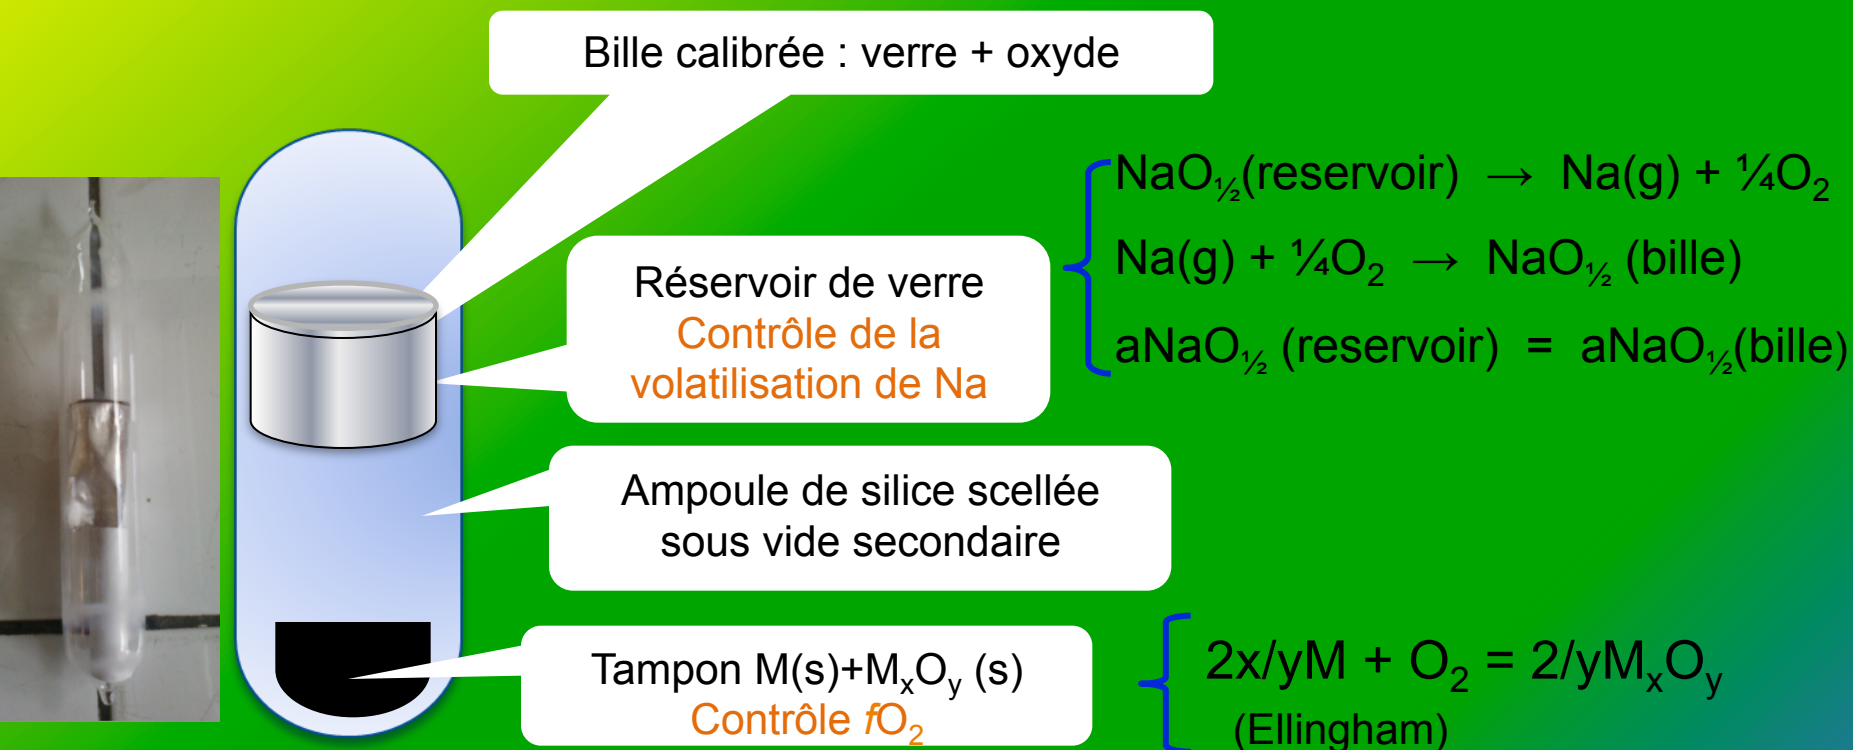 Bille calibrée : verre + oxyde
NaO½(reservoir) → Na(g) + ¼O₂
Na(g) + ¼O₂ → NaO½ (bille)
aNaO½ (reservoir) = aNaO½(bille)
Réservoir de verre
Contrôle de la
volatilisation de Na
Ampoule de silice scellée
sous vide secondaire
Tampon M(s)+MₓOᵧ (s)
Contrôle fO₂
2x/yM + O₂ = 2/yMₓOᵧ
(Ellingham)